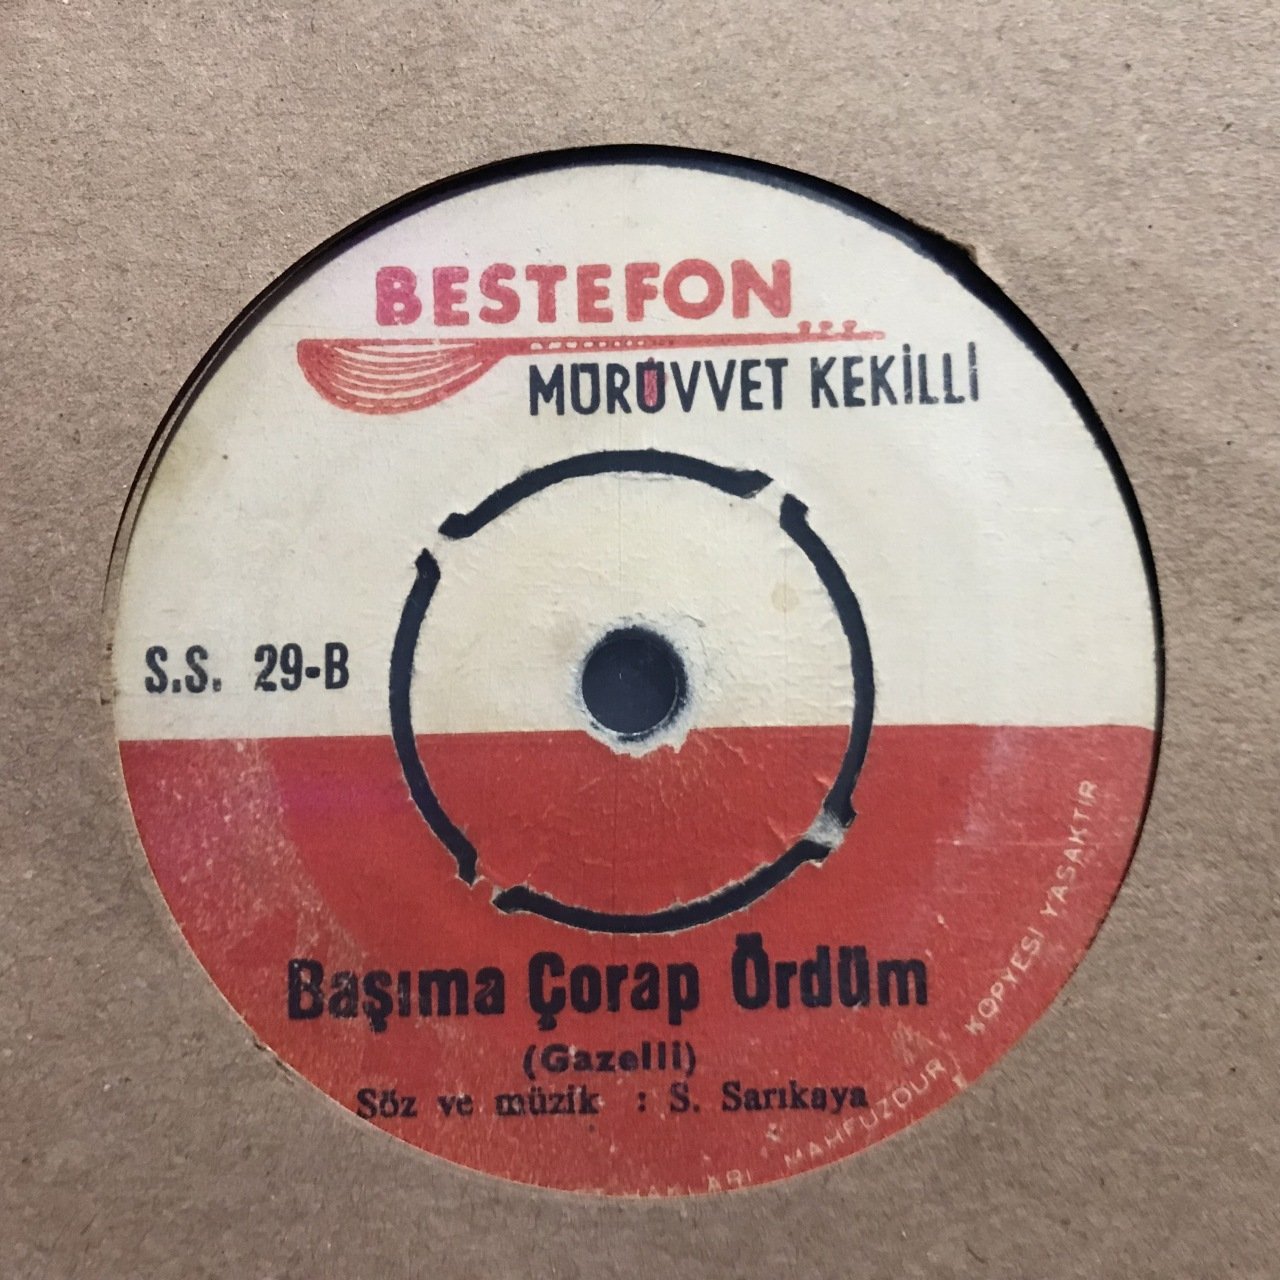 BESTEFON
MÜRÜVVET KEKİLLİ
S.S. 29-B
Başıma Çorap Ördüm
(Gazelli)
Söz ve müzik : S. Sarıkaya
MAHFUZDUR KOPYESI YASAKTIR